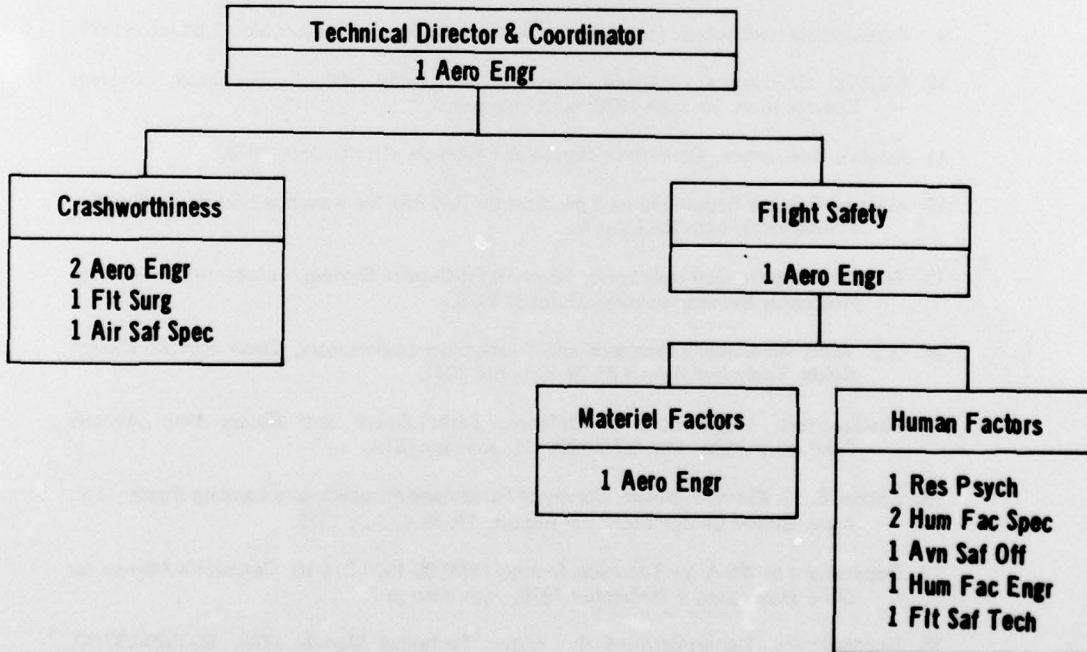 Technical Director & Coordinator
1 Aero Engr
Crashworthiness
2 Aero Engr
1 Flt Surg
1 Air Saf Spec
Flight Safety
1 Aero Engr
Materiel Factors
1 Aero Engr
Human Factors
1 Res Psych
2 Hum Fac Spec
1 Avn Saf Off
1 Hum Fac Engr
1 Flt Saf Tech